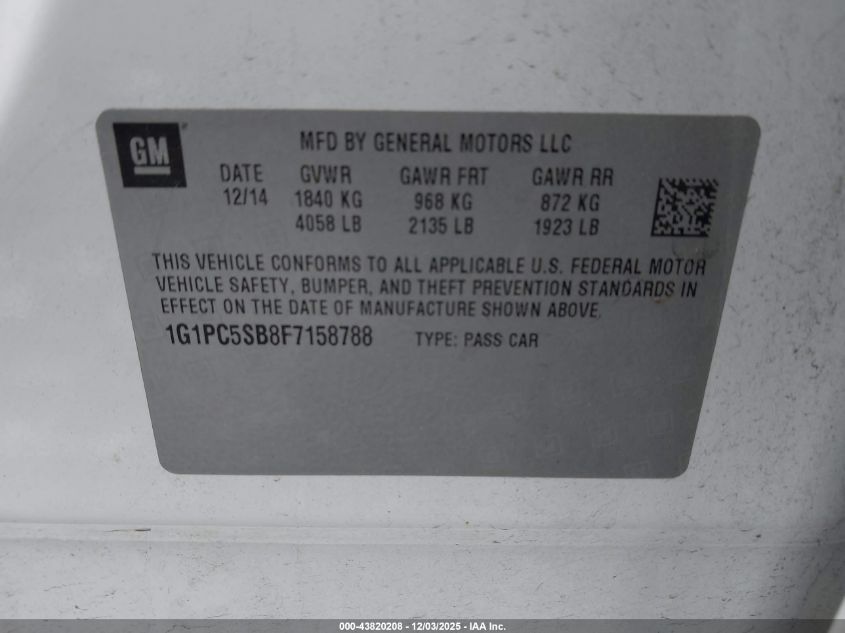 GM
MFD BY GENERAL MOTORS LLC
DATE GVWR GAWR FRT GAWR RR
12/14 1840 KG 968 KG 872 KG
4058 LB 2135 LB 1923 LB
THIS VEHICLE CONFORMS TO ALL APPLICABLE U.S. FEDERAL MOTOR
VEHICLE SAFETY, BUMPER, AND THEFT PREVENTION STANDARDS IN
EFFECT ON THE DATE OF MANUFACTURE SHOWN ABOVE.
1G1PC5SB8F7158788 TYPE: PASS CAR
000-43820208 - 12/03/2025 - IAA Inc.